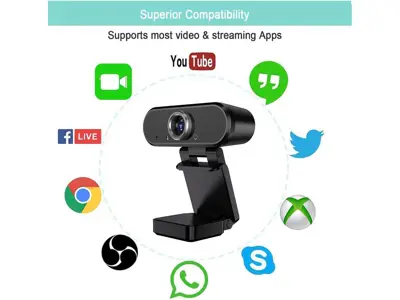 Superior Compatibility
Supports most video & streaming Apps
YouTube
f LIVE
S